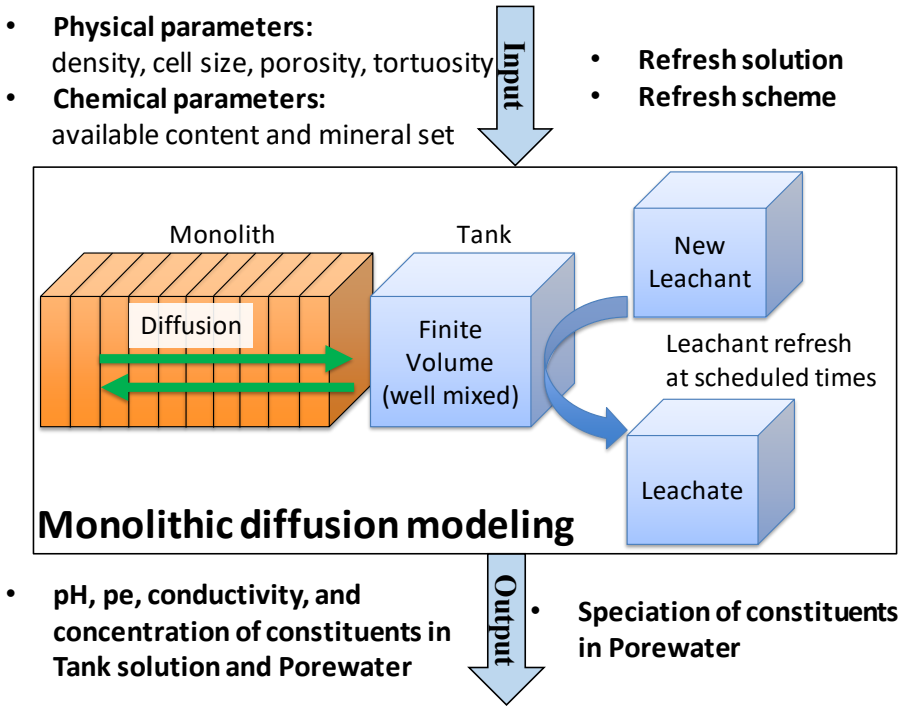 • Physical parameters:
density, cell size, porosity, tortuosity
• Chemical parameters:
available content and mineral set
Input
• Refresh solution
• Refresh scheme
Monolith
Tank
New
Leachant
Diffusion
Finite
Volume
(well mixed)
Leachant refresh
at scheduled times
Leachate
Monolithic diffusion modeling
• pH, pe, conductivity, and
concentration of constituents in
Tank solution and Porewater
Output
• Speciation of constituents
in Porewater